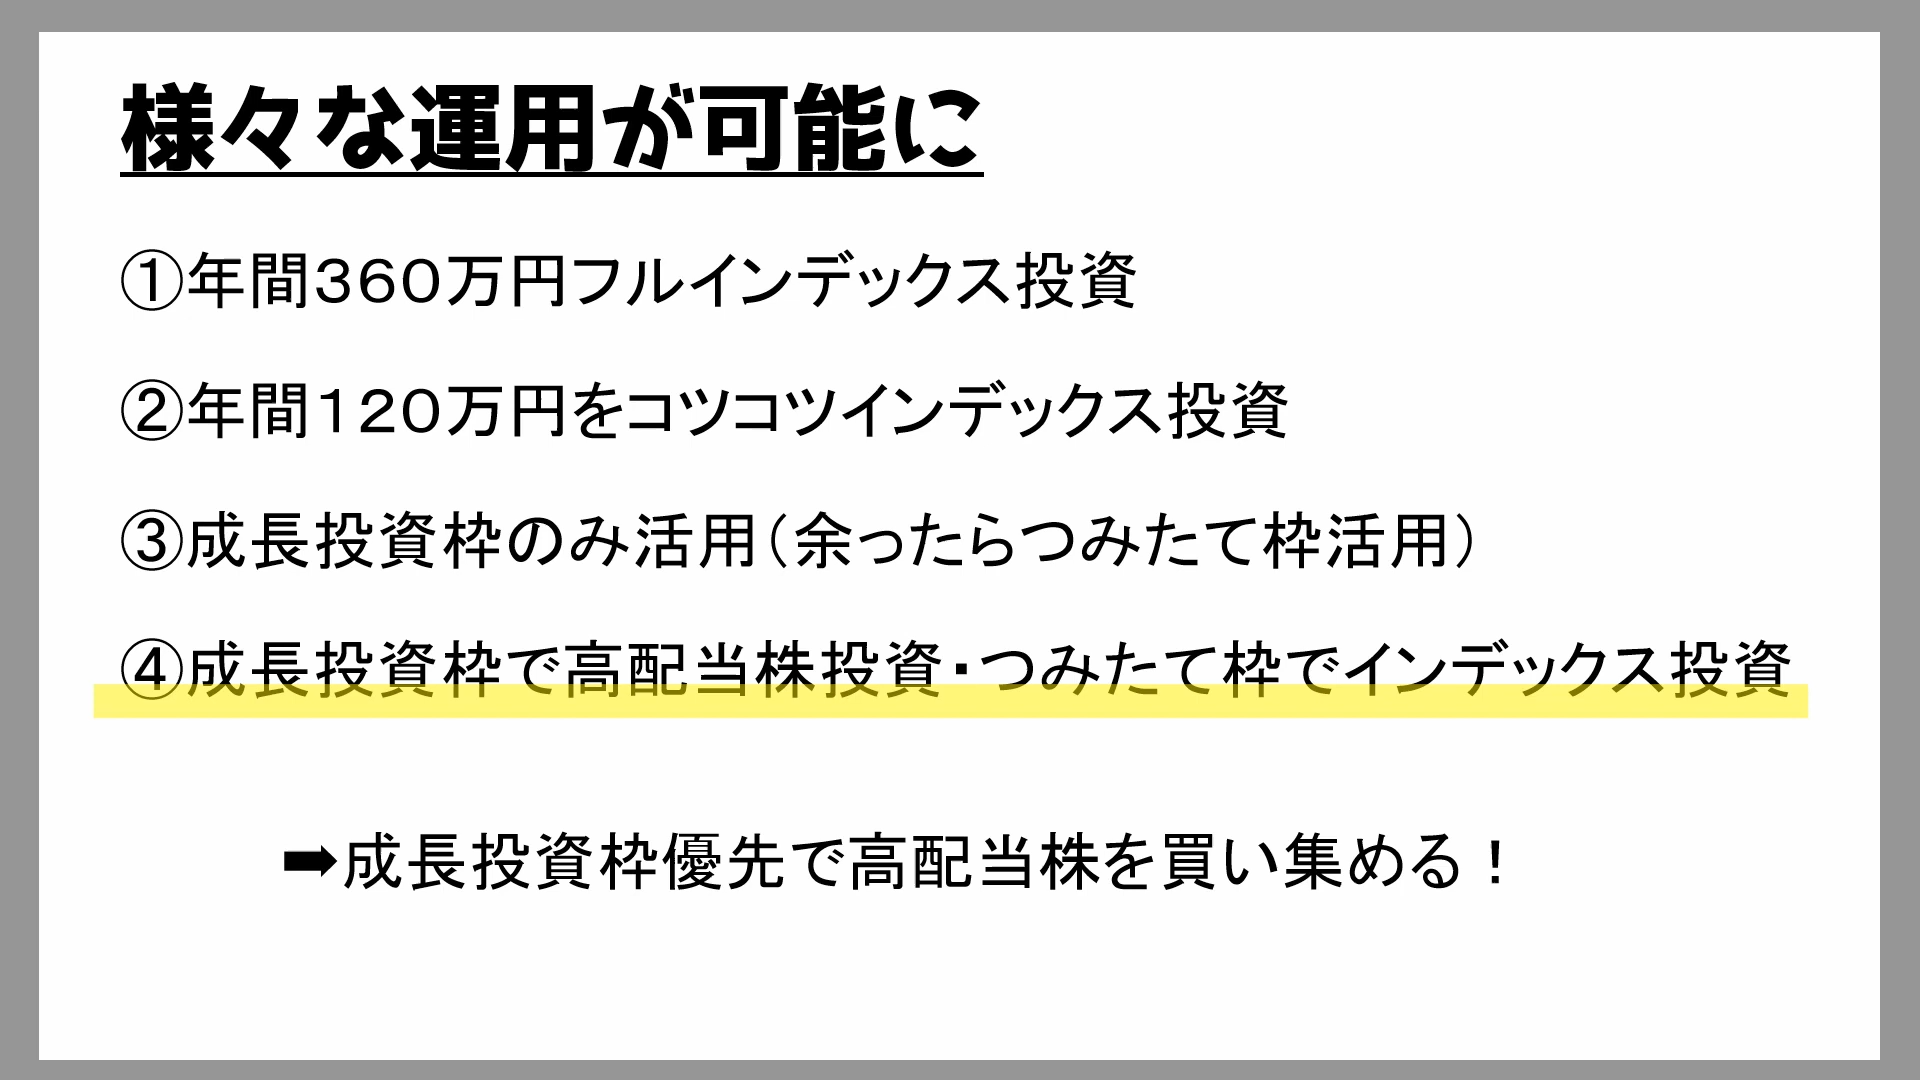 様々な運用が可能に
①年間３６０万円フルインデックス投資
②年間１２０万円をコツコツインデックス投資
③成長投資枠のみ活用（余ったらつみたて枠活用）
④成長投資枠で高配当株投資・つみたて枠でインデックス投資
➡成長投資枠優先で高配当株を買い集める！